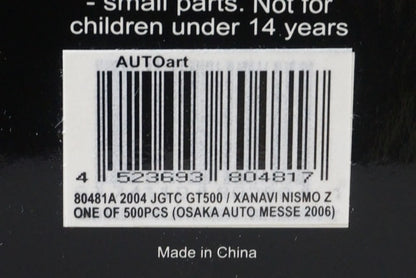 - small parts. Not for
children under 14 years
AUTOart
4 523693 804817
80481A 2004 JGTC GT500 / XANAVI NISMO Z
ONE OF 500PCS (OSAKA AUTO MESSE 2006)
Made in China